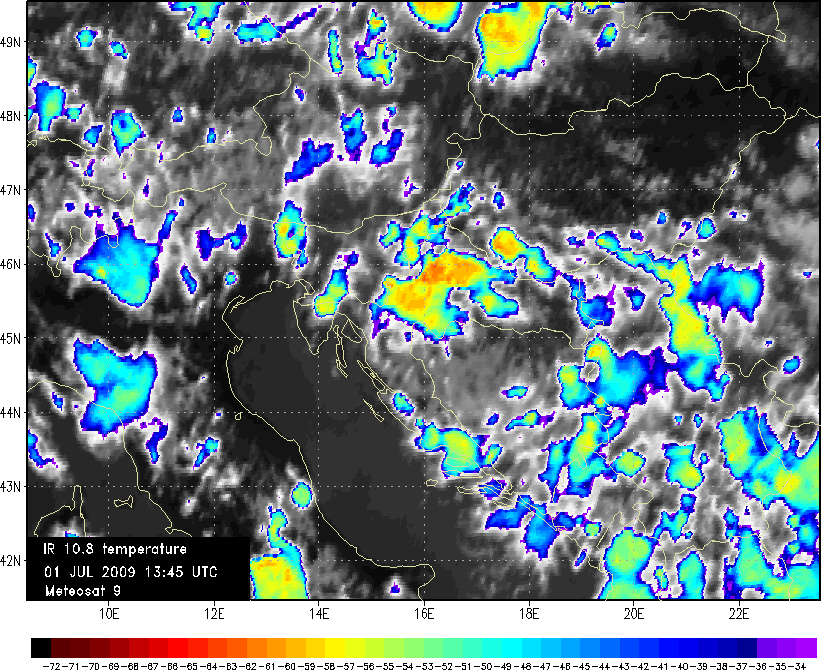 49N
48N
47N
46N
45N
44N
43N
42N
IR 10.8 temperature
01 JUL 2009 13:45 UTC
Meteosat 9
10E 12E 14E 16E 18E 20E 22E
-72 -71 -70 -69 -68 -67 -66 -65 -64 -63 -62 -61 -60 -59 -58 -57 -56 -55 -54 -53 -52 -51 -50 -49 -48 -47 -46 -45 -44 -43 -42 -41 -40 -39 -38 -37 -36 -35 -34